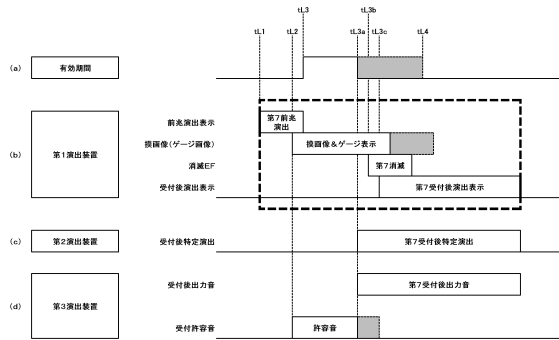 tL3
tL3b
tL1
tL2
tL3a
tL3c
tL4
(a)
有効期間
(b)
第1演出装置
前兆演出表示
第7前兆
演出
摸画像(ゲージ画像)
摸画像&ゲージ表示
消滅EF
第7消滅
受付後演出表示
第7受付後演出表示
(c)
第2演出装置
受付後特定演出
第7受付後特定演出
(d)
第3演出装置
受付後出力音
第7受付後出力音
受付許容音
許容音